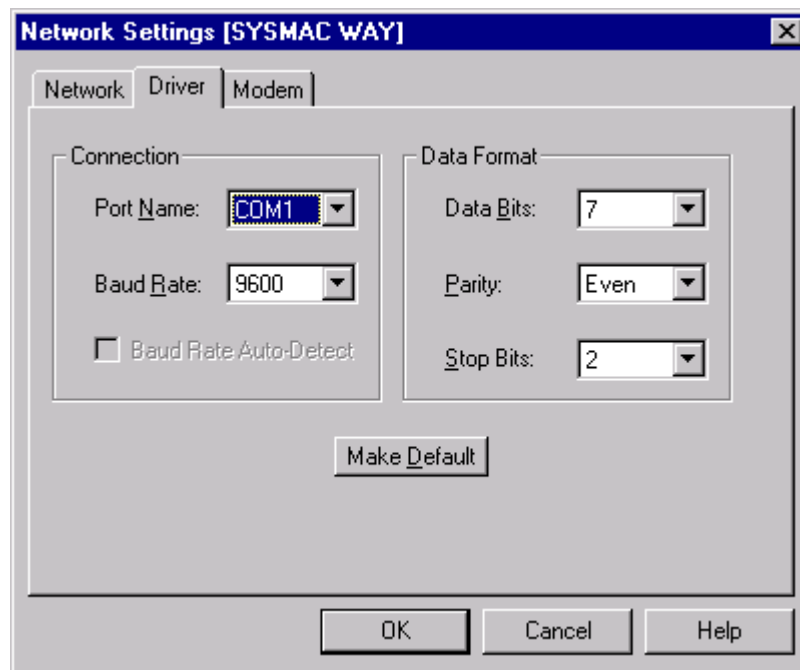 Network Settings [SYSMAC WAY]
Network Driver Modem
Connection
Port Name: COM1
Baud Rate: 9600
Baud Rate Auto-Detect
Data Format
Data Bits: 7
Parity: Even
Stop Bits: 2
Make Default
OK Cancel Help